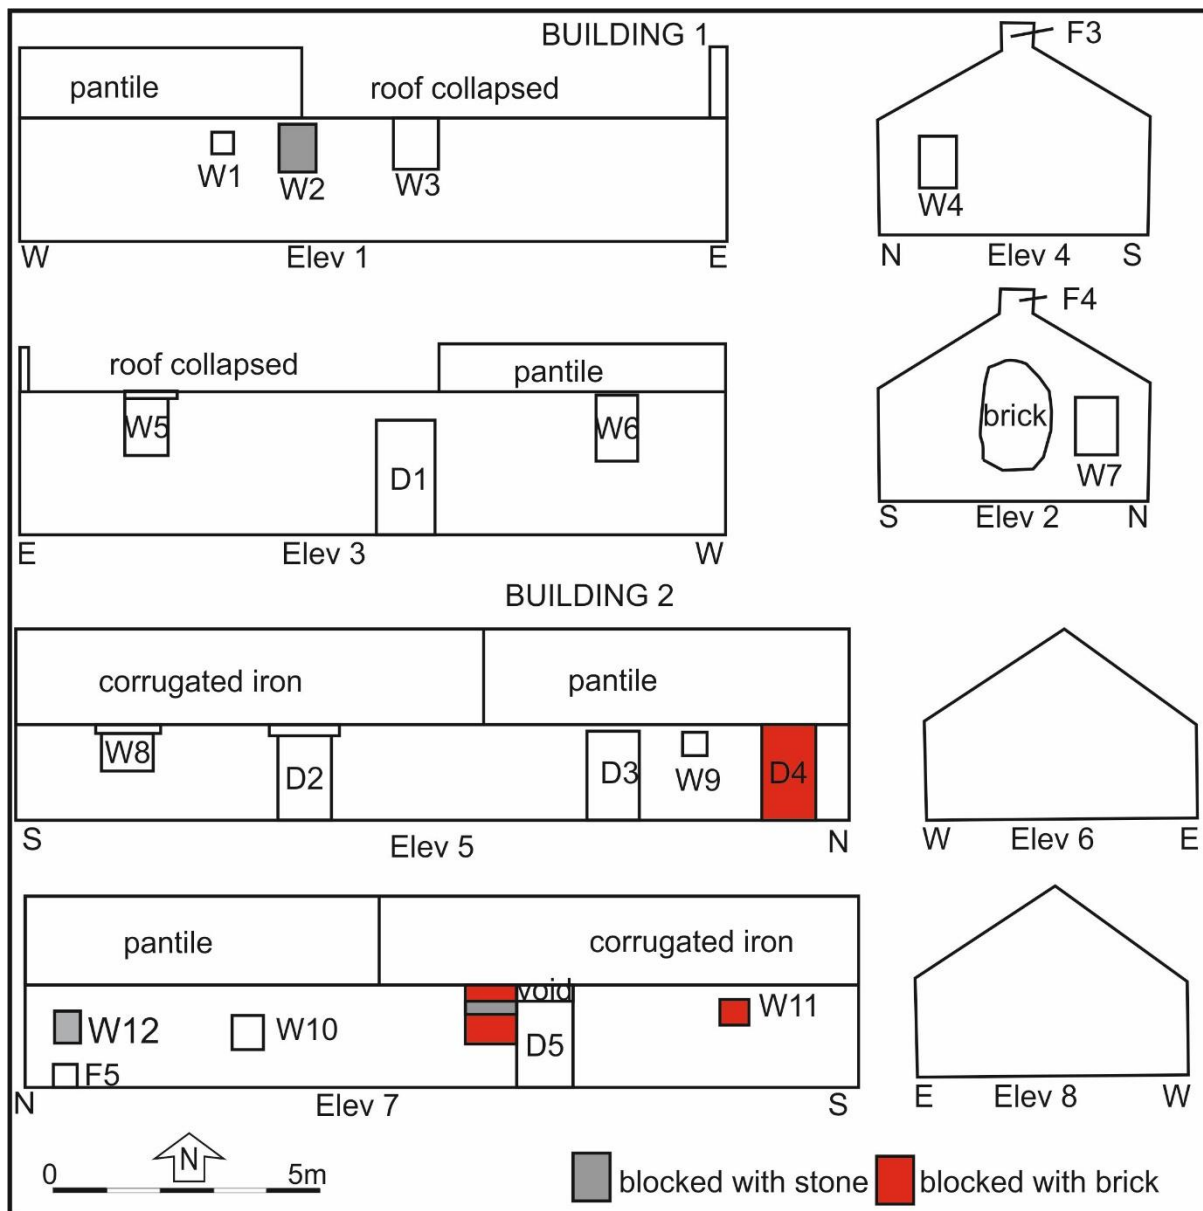 BUILDING 1
pantile
roof collapsed
W1
W2
W3
W
Elev 1
E
F3
W4
N
Elev 4
S
roof collapsed
pantile
W5
D1
W6
E
Elev 3
W
F4
brick
W7
S
Elev 2
N
BUILDING 2
corrugated iron
pantile
W8
D2
D3
W9
D4
S
Elev 5
N
W
Elev 6
E
pantile
corrugated iron
void
W12
W10
D5
W11
F5
N
Elev 7
S
E
Elev 8
W
0
N
5m
blocked with stone
blocked with brick